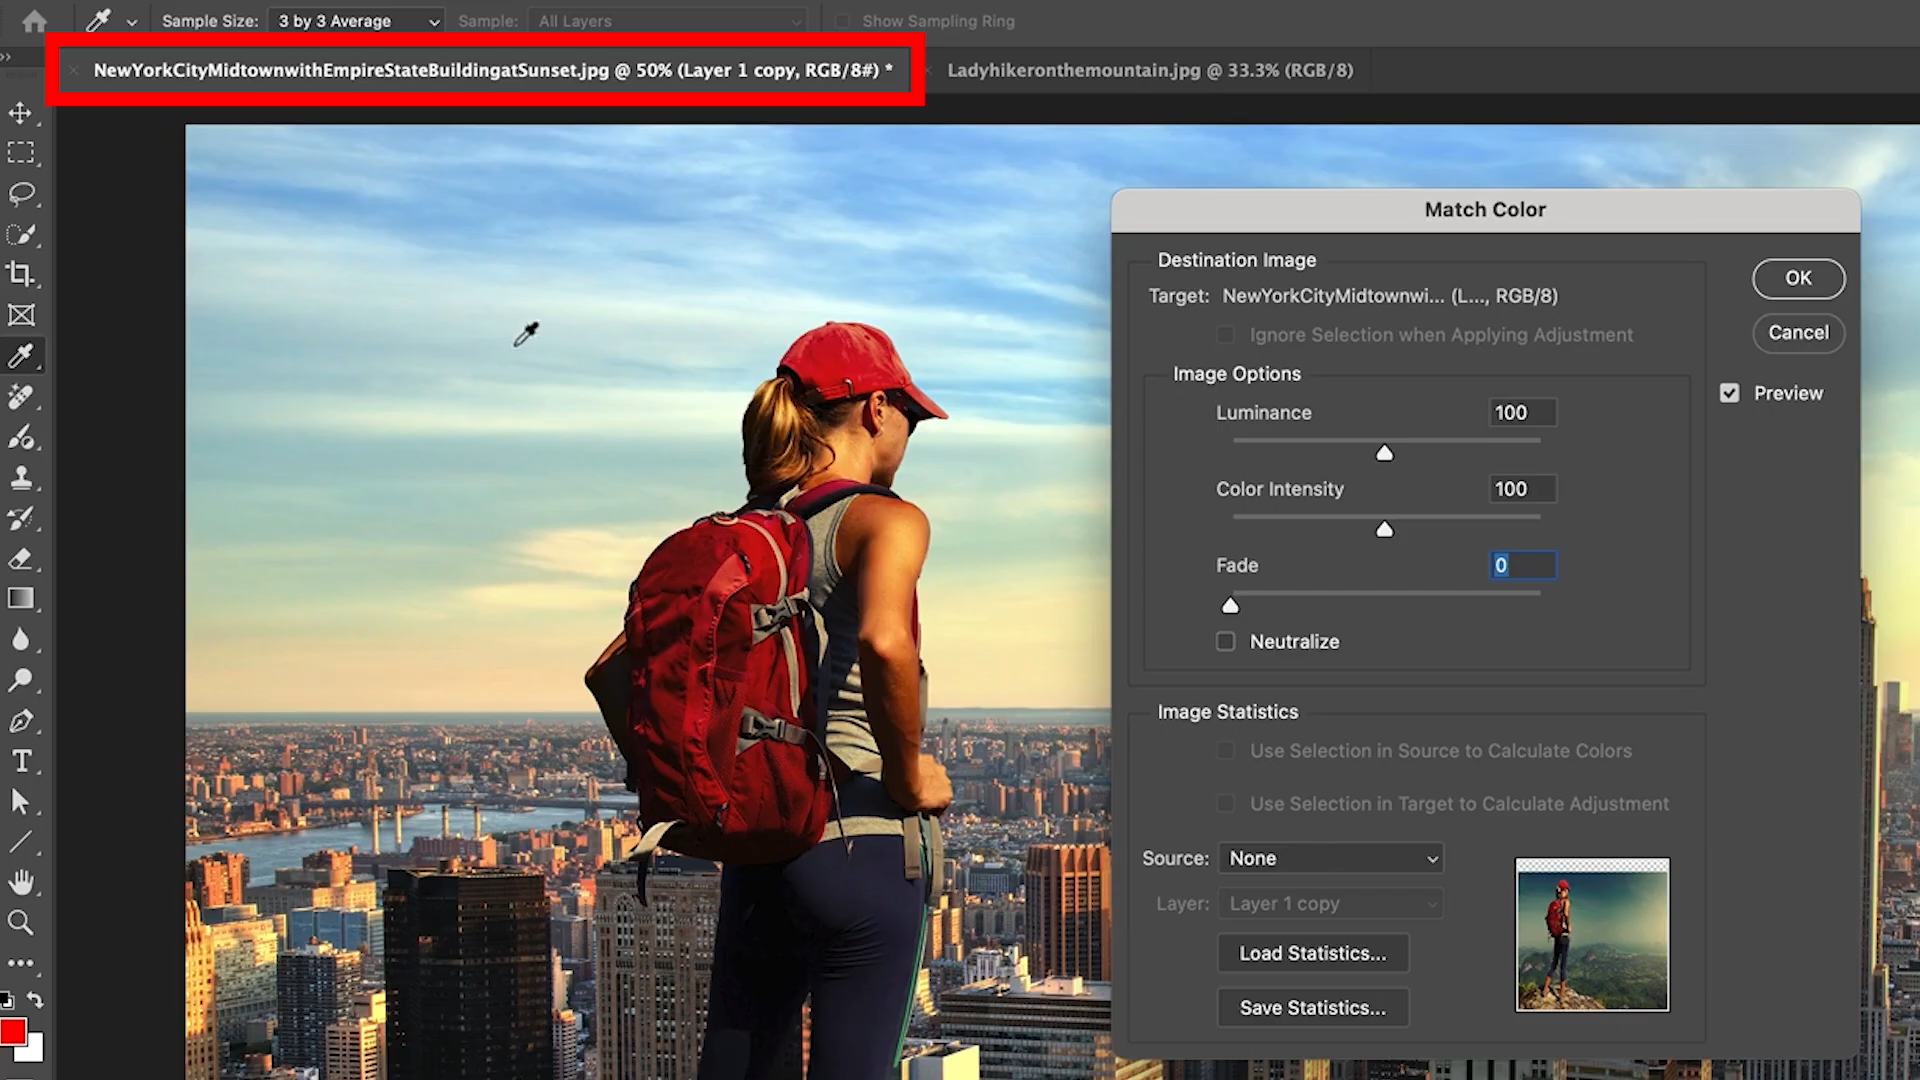 Sample Size: 3 by 3 Average Sample: All Layers Show Sampling Ring
NewYorkCityMidtownwithEmpireStateBuildingatSunset.jpg @ 50% (Layer 1 copy, RGB/8#) *
Ladyhikeronthemountain.jpg @ 33.3% (RGB/8)
Match Color
Destination Image
Target: NewYorkCityMidtownwi... (L..., RGB/8)
Ignore Selection when Applying Adjustment
OK
Cancel
Preview
Image Options
Luminance 100
Color Intensity 100
Fade 0
Neutralize
Image Statistics
Use Selection in Source to Calculate Colors
Use Selection in Target to Calculate Adjustment
Source: None
Layer: Layer 1 copy
Load Statistics...
Save Statistics...